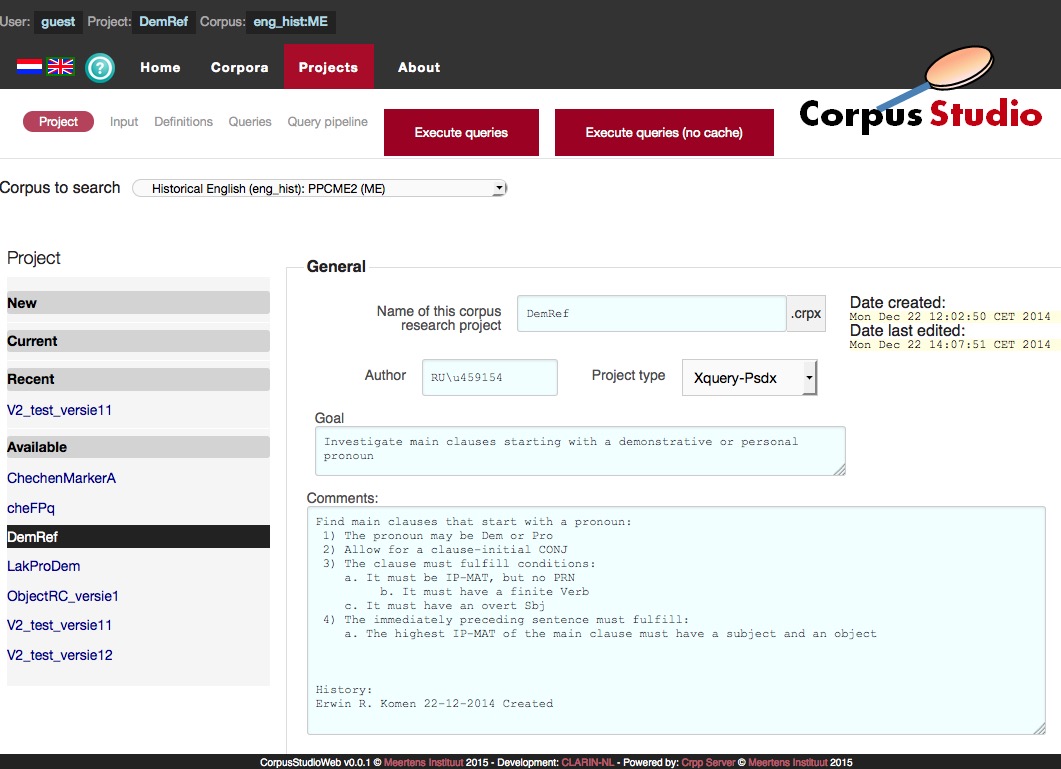 User: guest Project: DemRef Corpus: eng_hist:ME
? Home Corpora Projects About
Project Input Definitions Queries Query pipeline Execute queries Execute queries (no cache)
Corpus Studio
Corpus to search Historical English (eng_hist): PPCME2 (ME)
Project
New
Current
Recent
V2_test_versie11
Available
ChechenMarkerA
cheFPq
DemRef
LakProDem
ObjectRC_versie1
V2_test_versie11
V2_test_versie12
General
Name of this corpus
research project
DemRef .crpx
Date created:
Mon Dec 22 12:02:50 CET 2014
Date last edited:
Mon Dec 22 14:07:51 CET 2014
Author RU\u459154 Project type Xquery-Psdx
Goal
Investigate main clauses starting with a demonstrative or personal
pronoun
Comments:
Find main clauses that start with a pronoun:
1) The pronoun may be Dem or Pro
2) Allow for a clause-initial CONJ
3) The clause must fulfill conditions:
a. It must be IP-MAT, but no PRN
b. It must have a finite Verb
c. It must have an overt Sbj
4) The immediately preceding sentence must fulfill:
a. The highest IP-MAT of the main clause must have a subject and an object
History:
Erwin R. Komen 22-12-2014 Created
CorpusStudioWeb v0.0.1 © Meertens Instituut 2015 - Development: CLARIN-NL - Powered by: Crpp Server © Meertens Instituut 2015